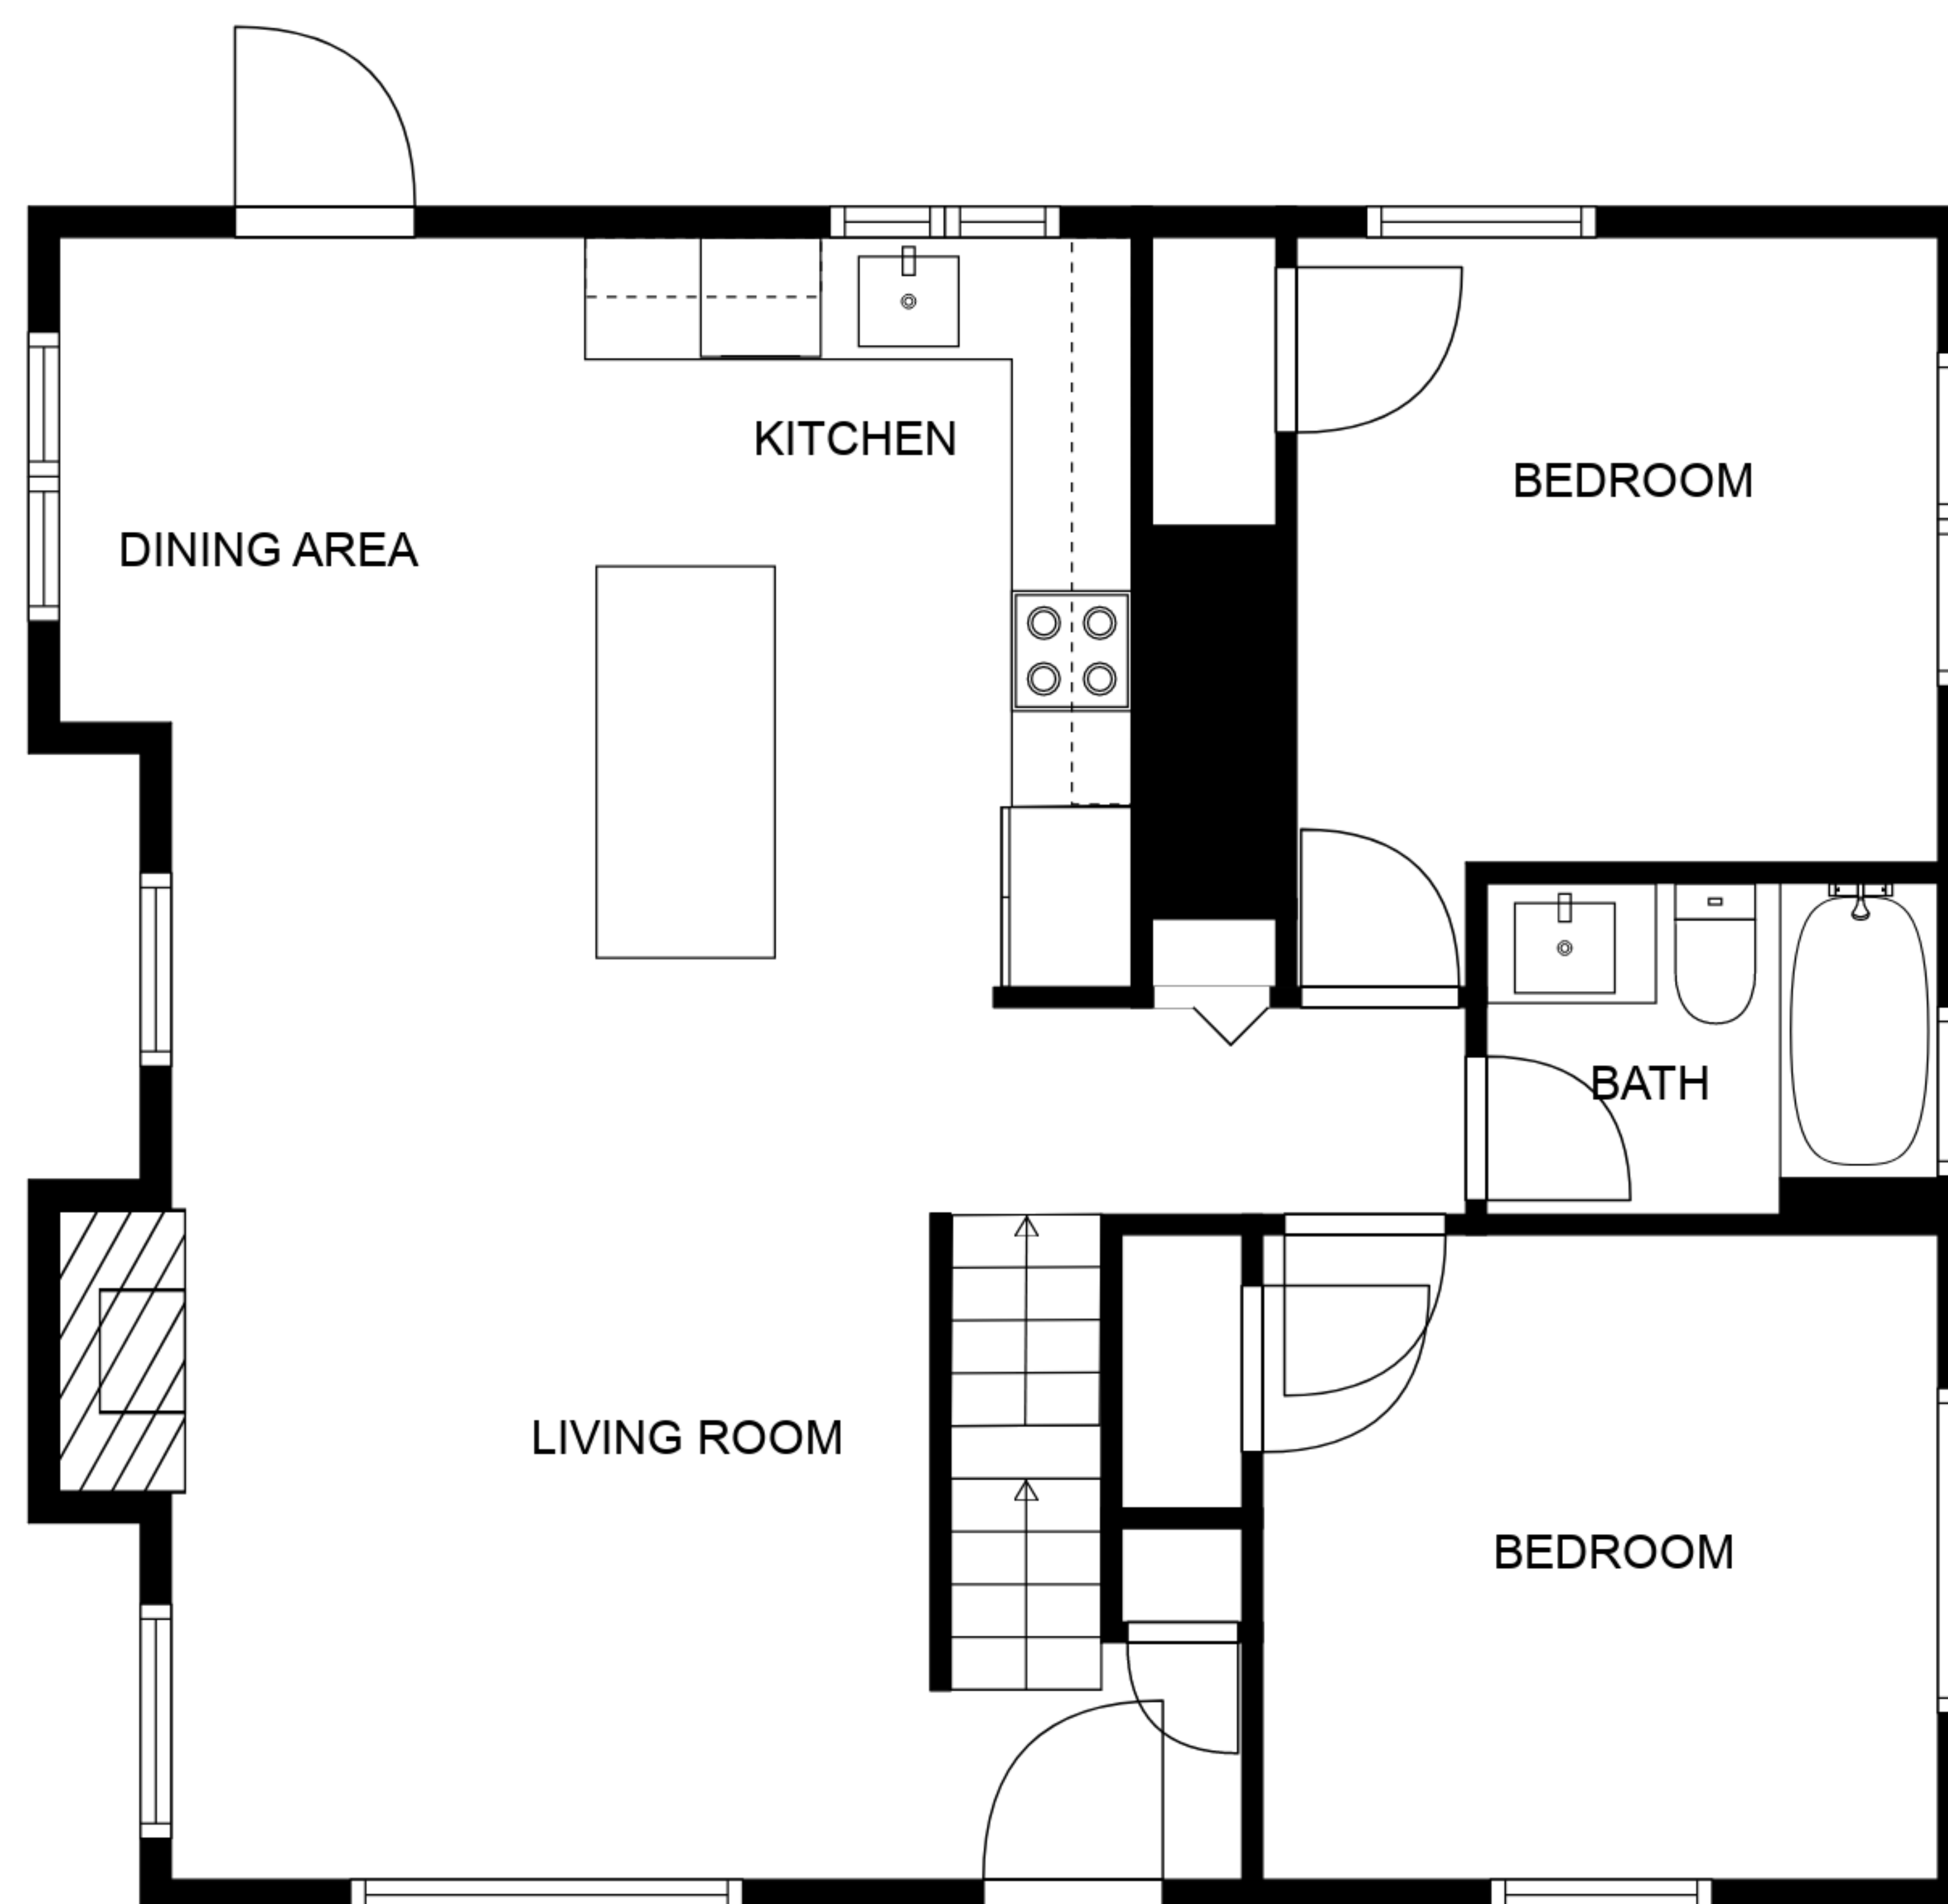 KITCHEN
BEDROOM
DINING AREA
BATH
LIVING ROOM
BEDROOM